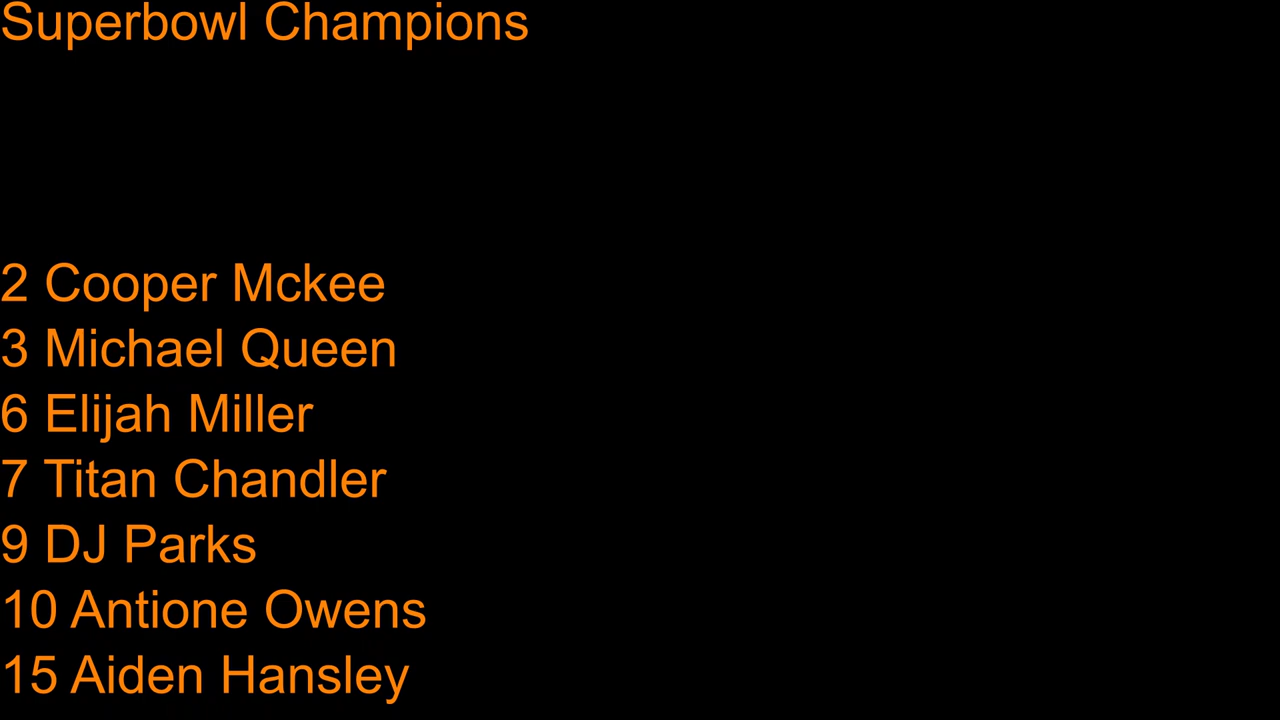 Superbowl Champions
2 Cooper Mckee
3 Michael Queen
6 Elijah Miller
7 Titan Chandler
9 DJ Parks
10 Antione Owens
15 Aiden Hansley